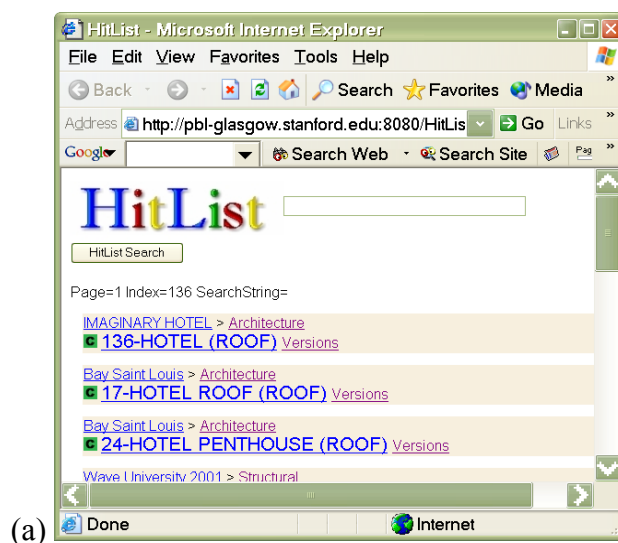 HitList - Microsoft Internet Explorer
File Edit View Favorites Tools Help
Back Search Favorites Media »
Address http://pbl-glasgow.stanford.edu:8080/HitLis Go Links »
Google Search Web Search Site Pag »
HitList
HitList Search
Page=1 Index=136 SearchString=
IMAGINARY HOTEL > Architecture
C 136-HOTEL (ROOF) Versions
Bay Saint Louis > Architecture
C 17-HOTEL ROOF (ROOF) Versions
Bay Saint Louis > Architecture
C 24-HOTEL PENTHOUSE (ROOF) Versions
Wave University 2001 > Structural
(a) Done Internet